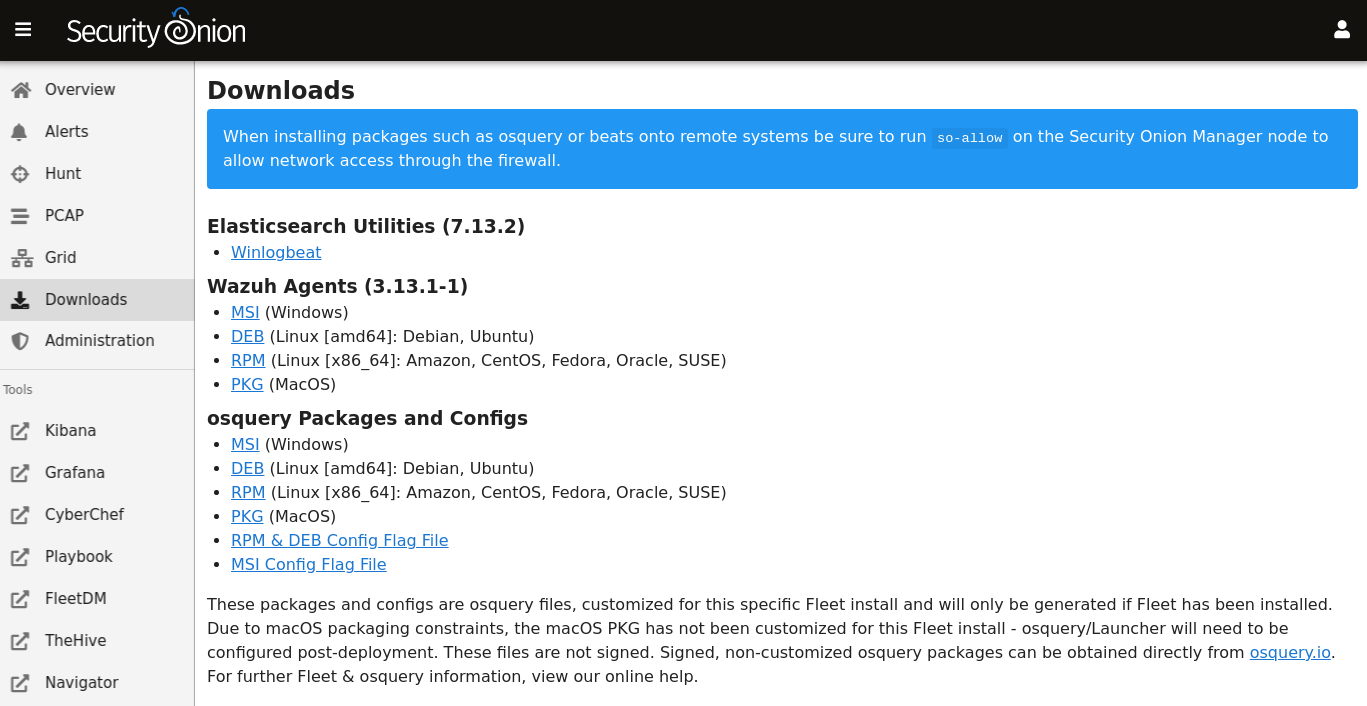 Security Onion
Overview
Alerts
Hunt
PCAP
Grid
Downloads
Administration
Tools
Kibana
Grafana
CyberChef
Playbook
FleetDM
TheHive
Navigator
Downloads
When installing packages such as osquery or beats onto remote systems be sure to run so-allow on the Security Onion Manager node to
allow network access through the firewall.
Elasticsearch Utilities (7.13.2)
• Winlogbeat
Wazuh Agents (3.13.1-1)
• MSI (Windows)
• DEB (Linux [amd64]: Debian, Ubuntu)
• RPM (Linux [x86_64]: Amazon, CentOS, Fedora, Oracle, SUSE)
• PKG (MacOS)
osquery Packages and Configs
• MSI (Windows)
• DEB (Linux [amd64]: Debian, Ubuntu)
• RPM (Linux [x86_64]: Amazon, CentOS, Fedora, Oracle, SUSE)
• PKG (MacOS)
• RPM & DEB Config Flag File
• MSI Config Flag File
These packages and configs are osquery files, customized for this specific Fleet install and will only be generated if Fleet has been installed.
Due to macOS packaging constraints, the macOS PKG has not been customized for this Fleet install - osquery/Launcher will need to be
configured post-deployment. These files are not signed. Signed, non-customized osquery packages can be obtained directly from osquery.io.
For further Fleet & osquery information, view our online help.